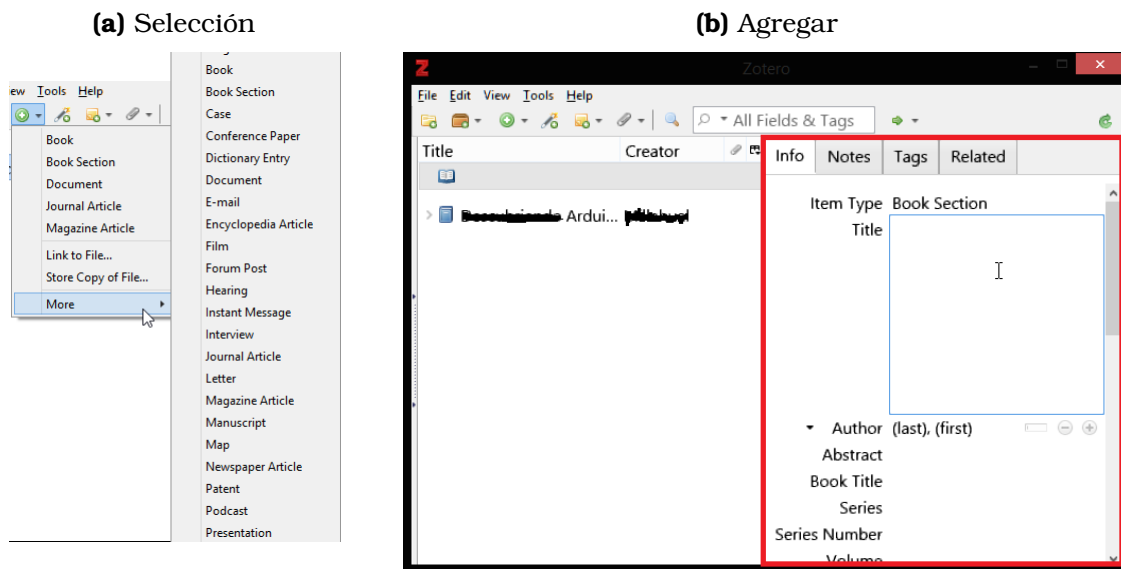 (a) Selección
ew Tools Help
Book
Book Section
Document
Journal Article
Magazine Article
Link to File...
Store Copy of File...
More
Book
Book Section
Case
Conference Paper
Dictionary Entry
Document
E-mail
Encyclopedia Article
Film
Forum Post
Hearing
Instant Message
Interview
Journal Article
Letter
Magazine Article
Manuscript
Map
Newspaper Article
Patent
Podcast
Presentation
(b) Agregar
Z Zotero
File Edit View Tools Help
All Fields & Tags
Title Creator
Ardui...
Info Notes Tags Related
Item Type Book Section
Title
Author (last), (first)
Abstract
Book Title
Series
Series Number
Volume